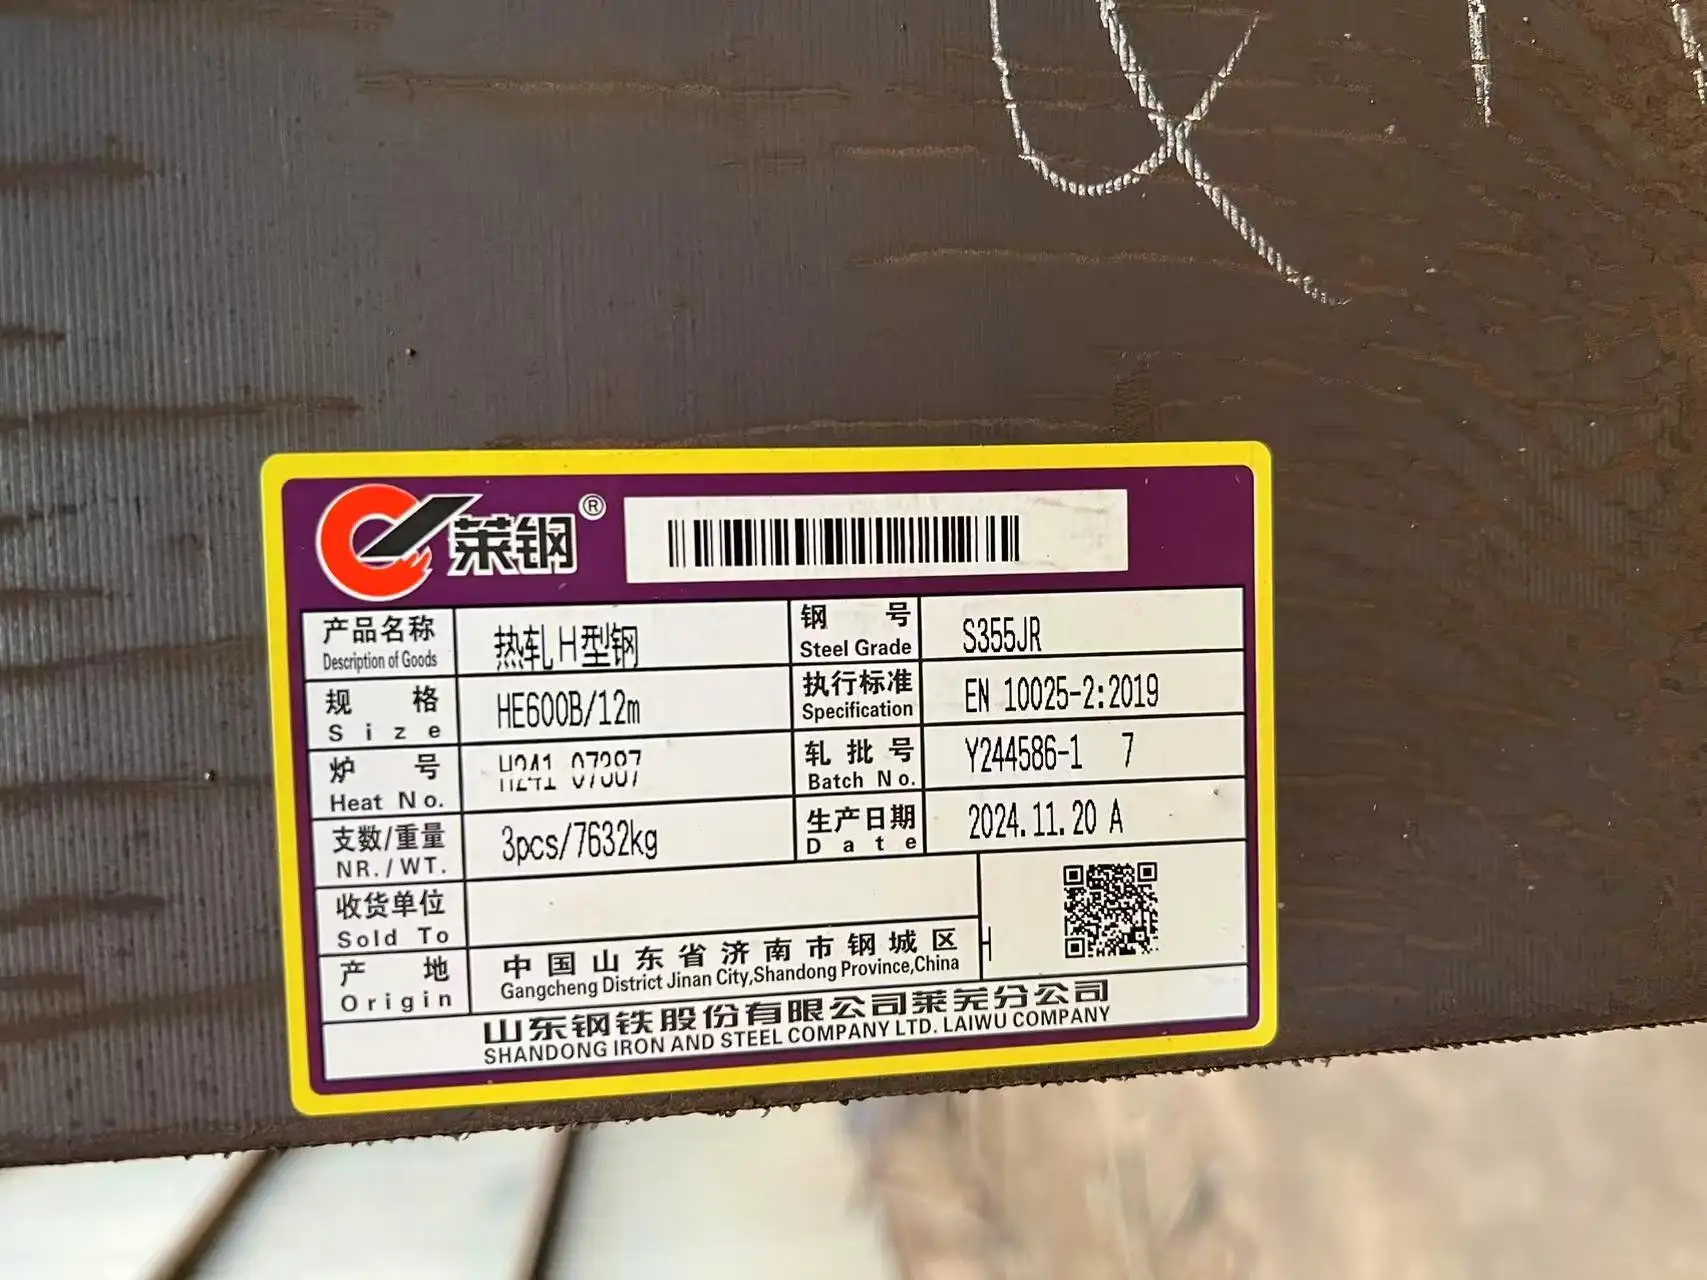 莱钢®
产品名称 热轧H型钢 钢 号 S355JR
Description of Goods Steel Grade
规 格 HE600B/12m 执行标准 EN 10025-2:2019
Size Specification
炉 号 轧批号 Y244586-1 7
Heat No. Batch No.
支数/重量 3pcs/7632kg 生产日期 2024.11.20 A
NR./WT. Date
收货单位
Sold To
产 地 中国山东省济南市钢城区 H
Origin Gangcheng District Jinan City,Shandong Province,China
山东钢铁股份有限公司莱芜分公司
SHANDONG IRON AND STEEL COMPANY LTD. LAIWU COMPANY